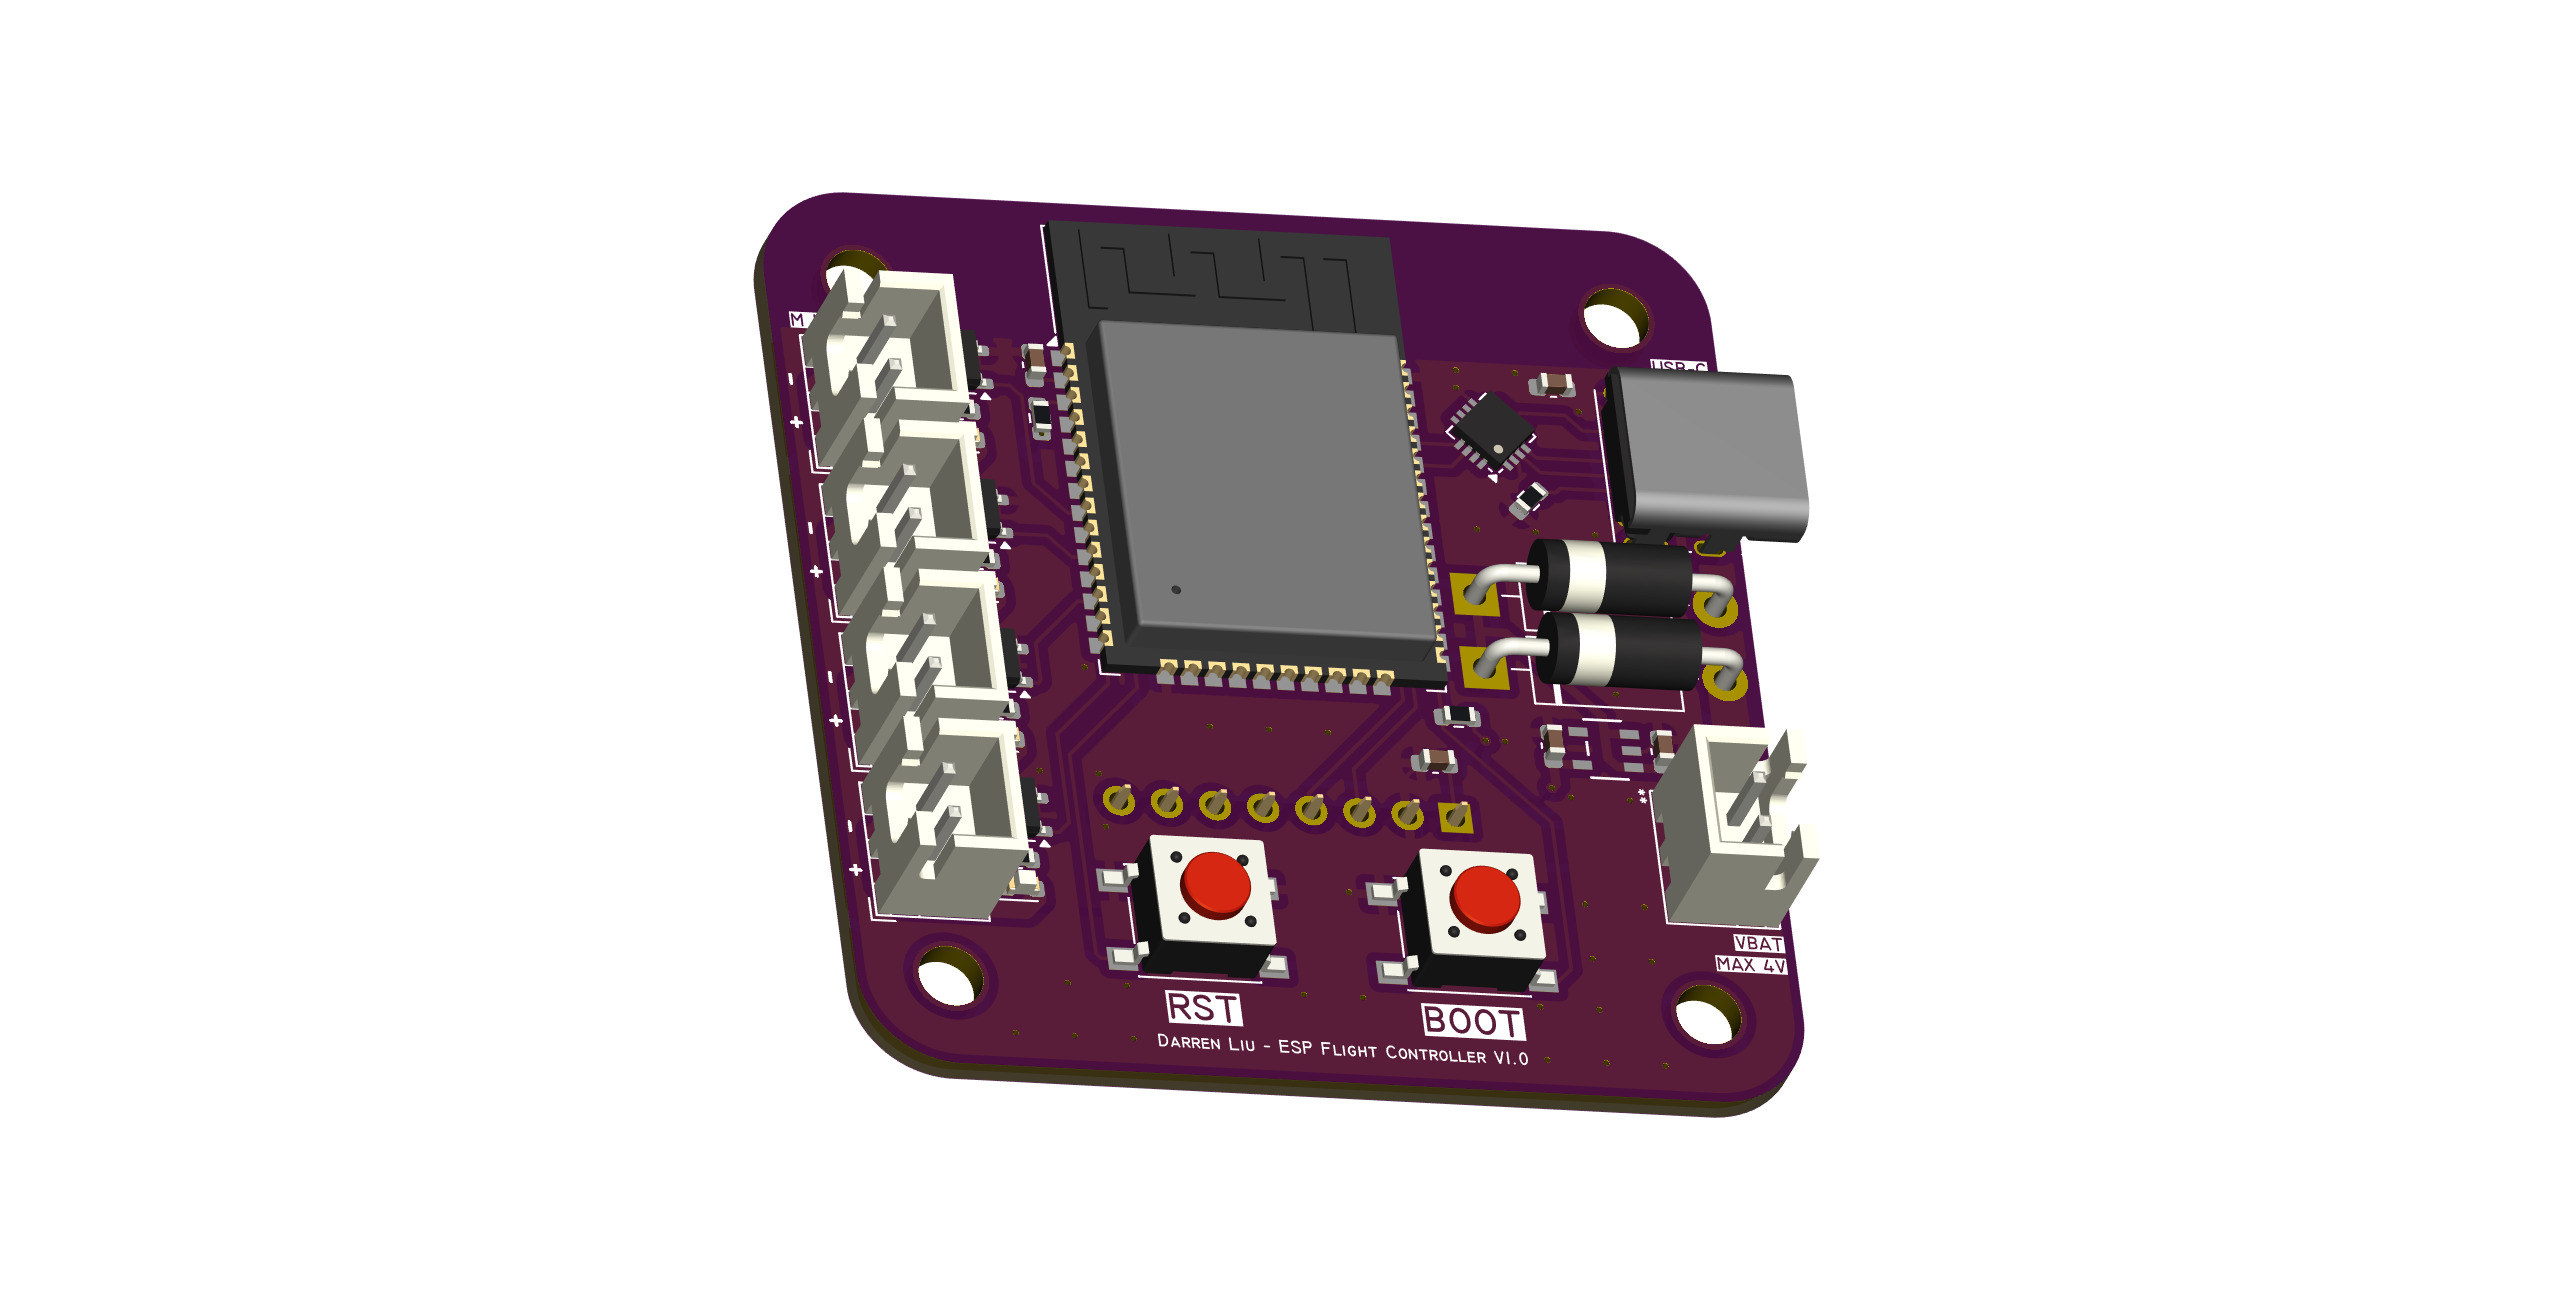 M
USB-C
-
+
-
+
-
+
-
+
**
VBAT
MAX 4V
RST
BOOT
DARREN LIU - ESP FLIGHT CONTROLLER V1.0